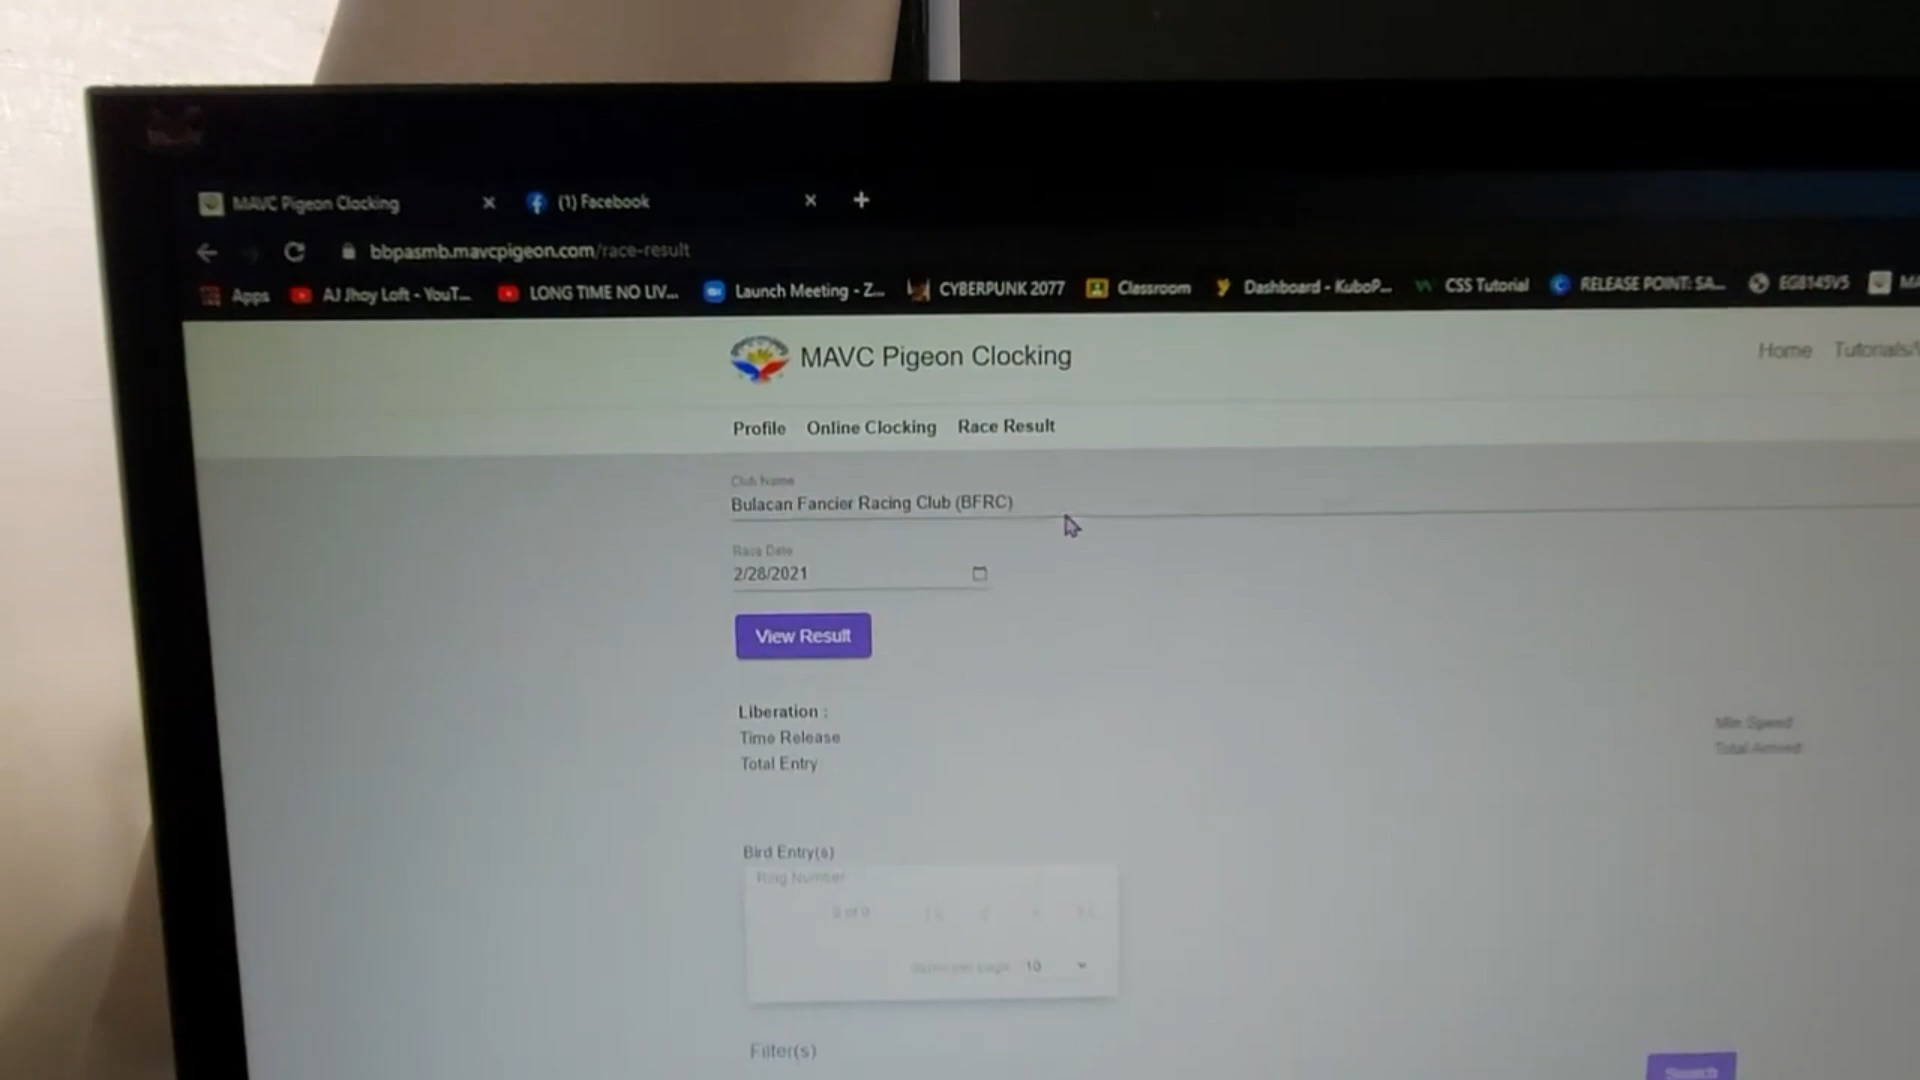 MAVC Pigeon Clocking
(1) Facebook
bbpasmb.mavcpigeon.com/race-result
Apps AJ Jhoy Loft - YouT... LONG TIME NO LIV... Launch Meeting - Z... CYBERPUNK 2077 Classroom Dashboard - KuboP... CSS Tutorial RELEASE POINT: SA... EG8145V5
MAVC Pigeon Clocking
Home Tutorials/
Profile Online Clocking Race Result
Club Name
Bulacan Fancier Racing Club (BFRC)
Race Date
2/28/2021
View Result
Liberation :
Time Release
Total Entry
Min Speed
Total Arrived
Bird Entry(s)
Ring Number
0 of 0
Items per page 10
Filter(s)
Search